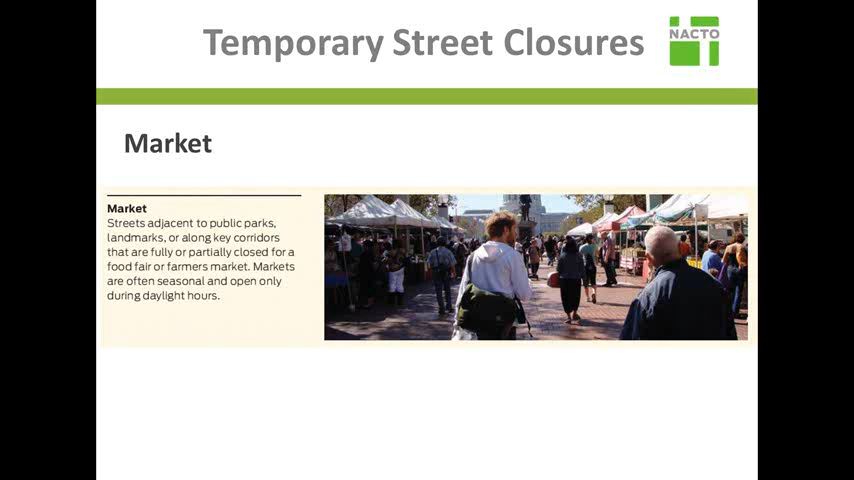 Temporary Street Closures
NACTO
Market
Market
Streets adjacent to public parks,
landmarks, or along key corridors
that are fully or partially closed for a
food fair or farmers market. Markets
are often seasonal and open only
during daylight hours.